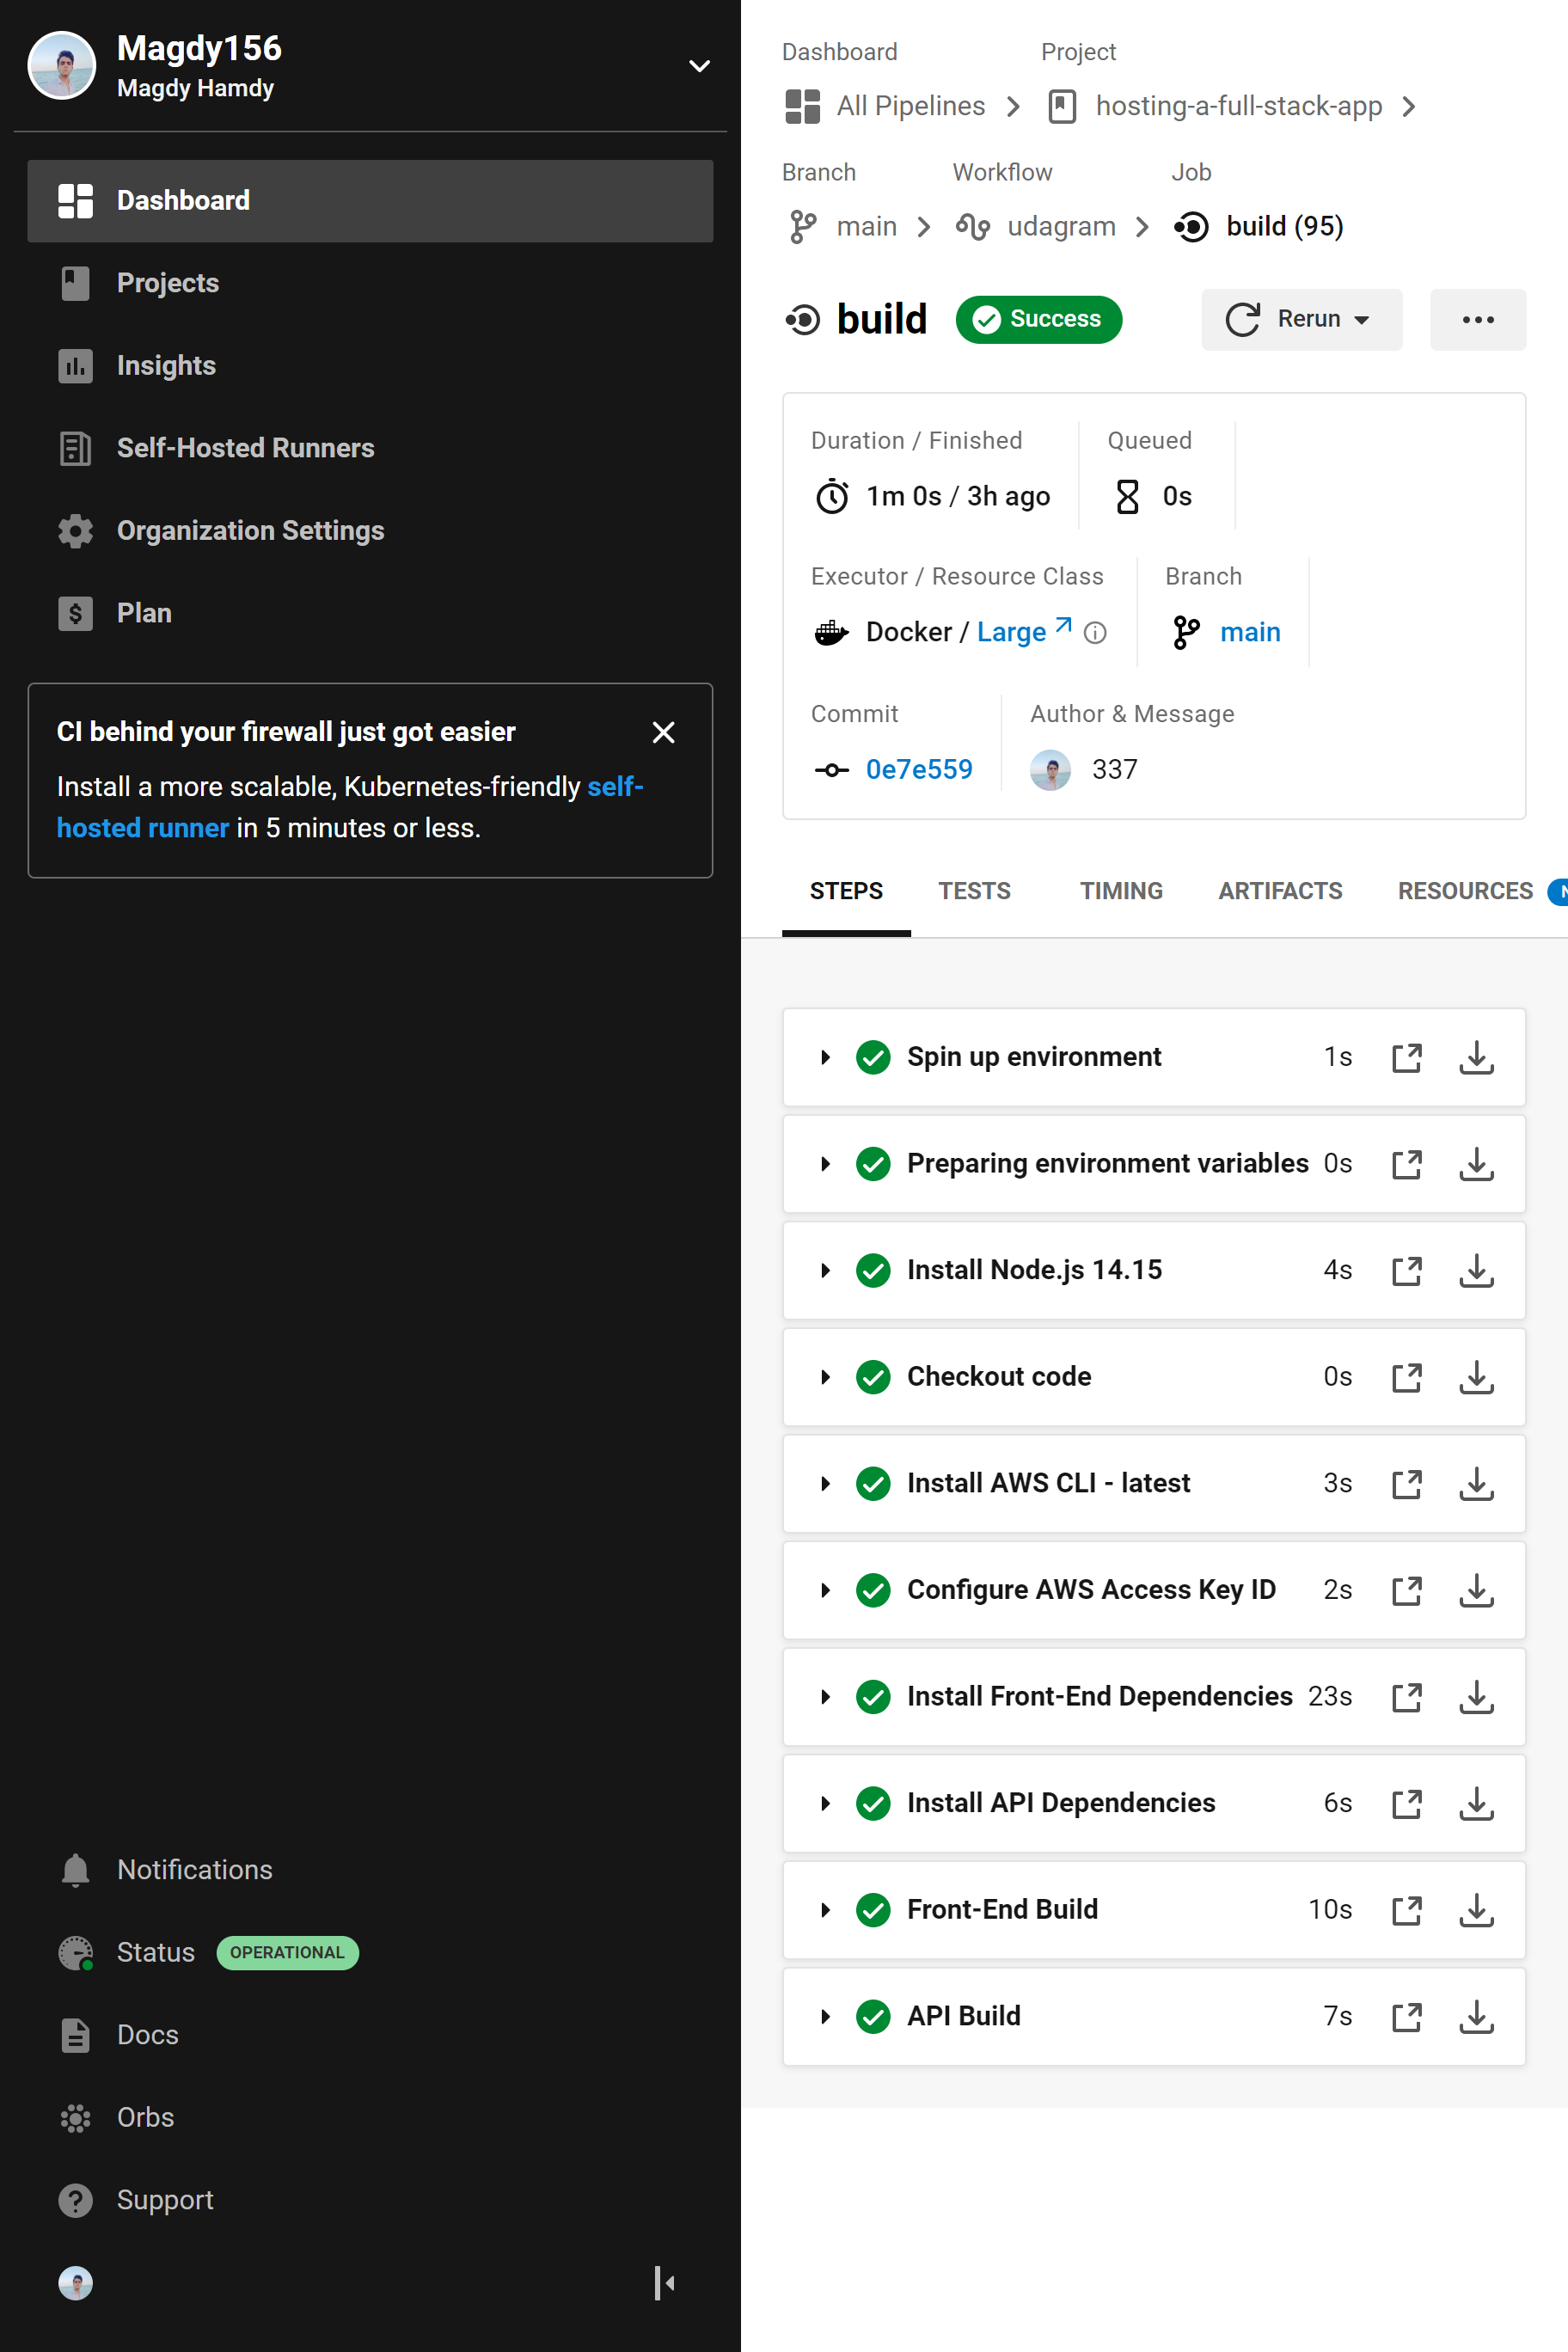 Magdy156
Magdy Hamdy
Dashboard
Projects
Insights
Self-Hosted Runners
Organization Settings
$ Plan
CI behind your firewall just got easier
Install a more scalable, Kubernetes-friendly self-
hosted runner in 5 minutes or less.
Notifications
Status OPERATIONAL
Docs
Orbs
? Support
Dashboard Project
All Pipelines hosting-a-full-stack-app
Branch Workflow Job
main udagram build (95)
build Success Rerun
Duration / Finished Queued
1m 0s / 3h ago 0s
Executor / Resource Class Branch
Docker / Large main
Commit Author & Message
0e7e559 337
STEPS TESTS TIMING ARTIFACTS RESOURCES N
Spin up environment 1s
Preparing environment variables 0s
Install Node.js 14.15 4s
Checkout code 0s
Install AWS CLI - latest 3s
Configure AWS Access Key ID 2s
Install Front-End Dependencies 23s
Install API Dependencies 6s
Front-End Build 10s
API Build 7s